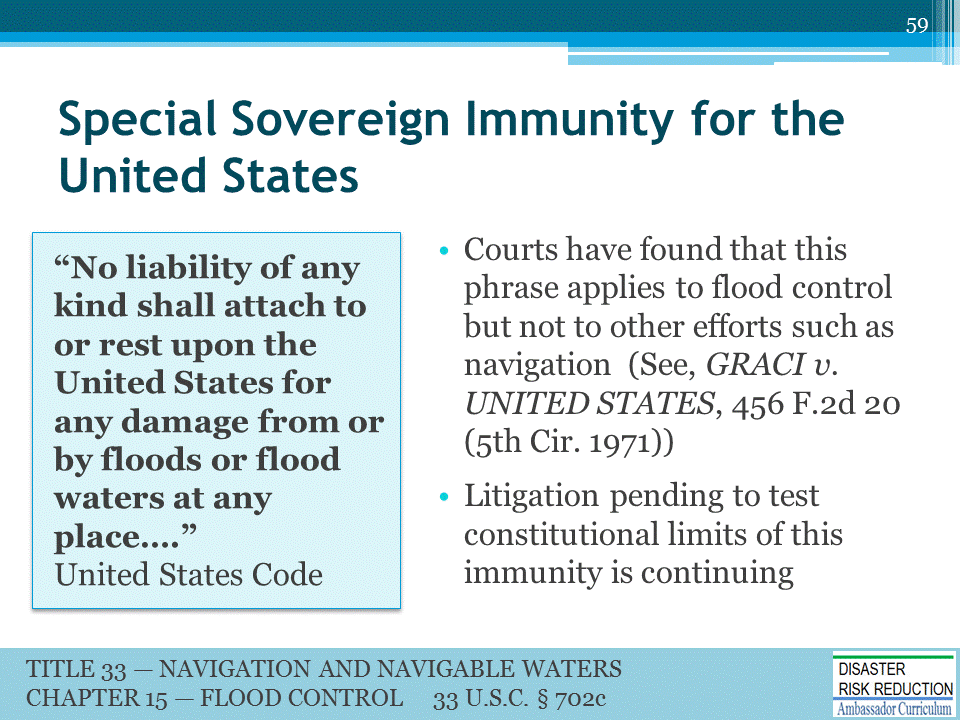 59
Special Sovereign Immunity for the
United States
“No liability of any
kind shall attach to
or rest upon the
United States for
any damage from or
by floods or flood
waters at any
place….”
United States Code
• Courts have found that this
phrase applies to flood control
but not to other efforts such as
navigation (See, GRACI v.
UNITED STATES, 456 F.2d 20
(5th Cir. 1971))
• Litigation pending to test
constitutional limits of this
immunity is continuing
TITLE 33 — NAVIGATION AND NAVIGABLE WATERS
CHAPTER 15 — FLOOD CONTROL 33 U.S.C. § 702c
DISASTER
RISK REDUCTION
Ambassador Curriculum